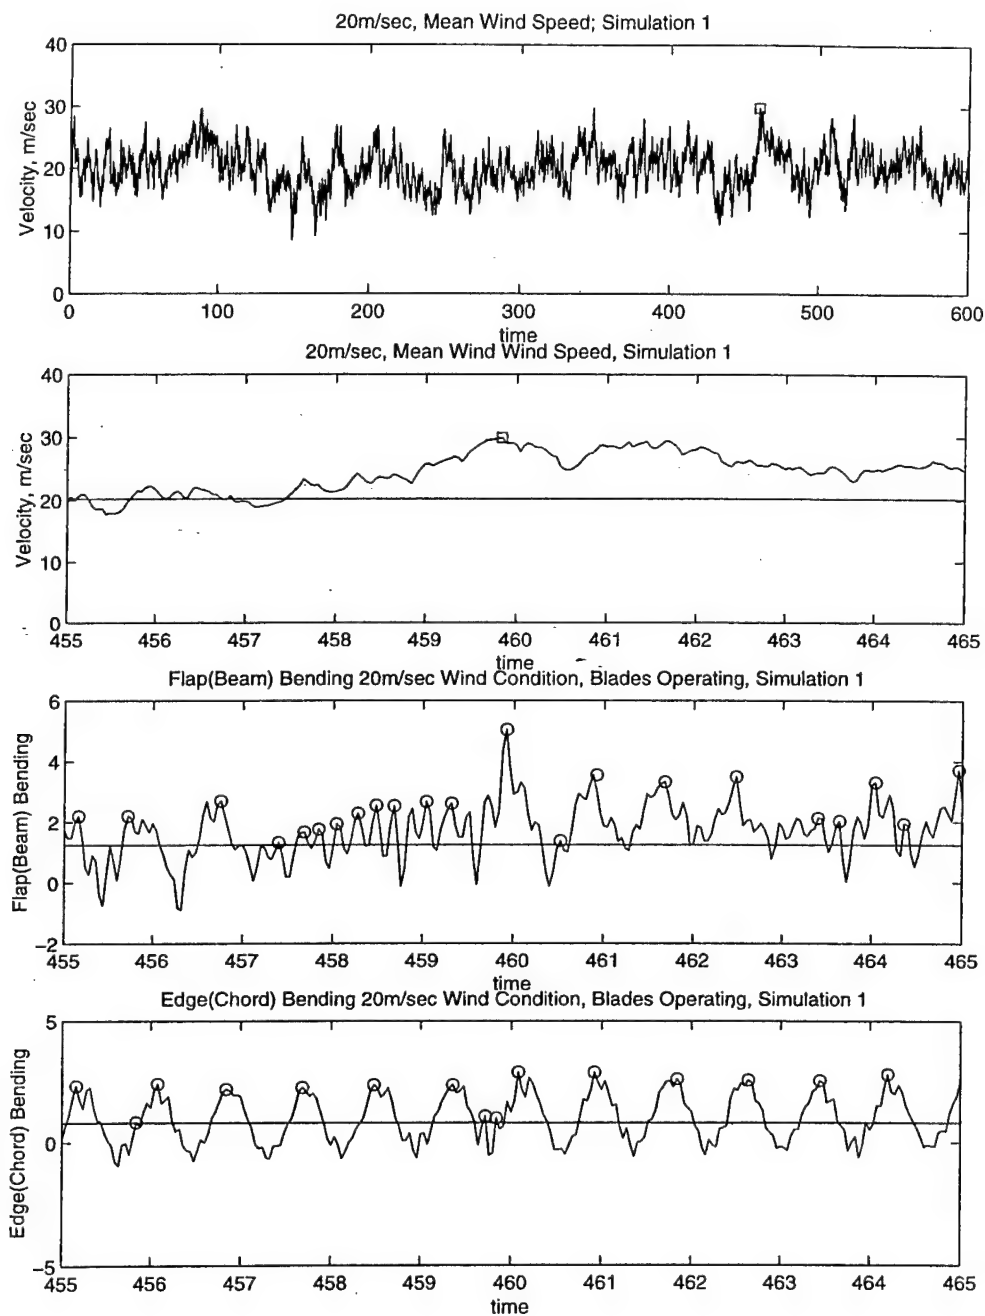 20m/sec, Mean Wind Speed; Simulation 1
40
30
20
10
0
Velocity, m/sec
0 100 200 300 400 500 600
time
20m/sec, Mean Wind Wind Speed, Simulation 1
40
30
20
10
0
Velocity, m/sec
455 456 457 458 459 460 461 462 463 464 465
time
Flap(Beam) Bending 20m/sec Wind Condition, Blades Operating, Simulation 1
6
4
2
0
−2
Flap(Beam) Bending
455 456 457 458 459 460 461 462 463 464 465
time
Edge(Chord) Bending 20m/sec Wind Condition, Blades Operating, Simulation 1
5
0
−5
Edge(Chord) Bending
455 456 457 458 459 460 461 462 463 464 465
time